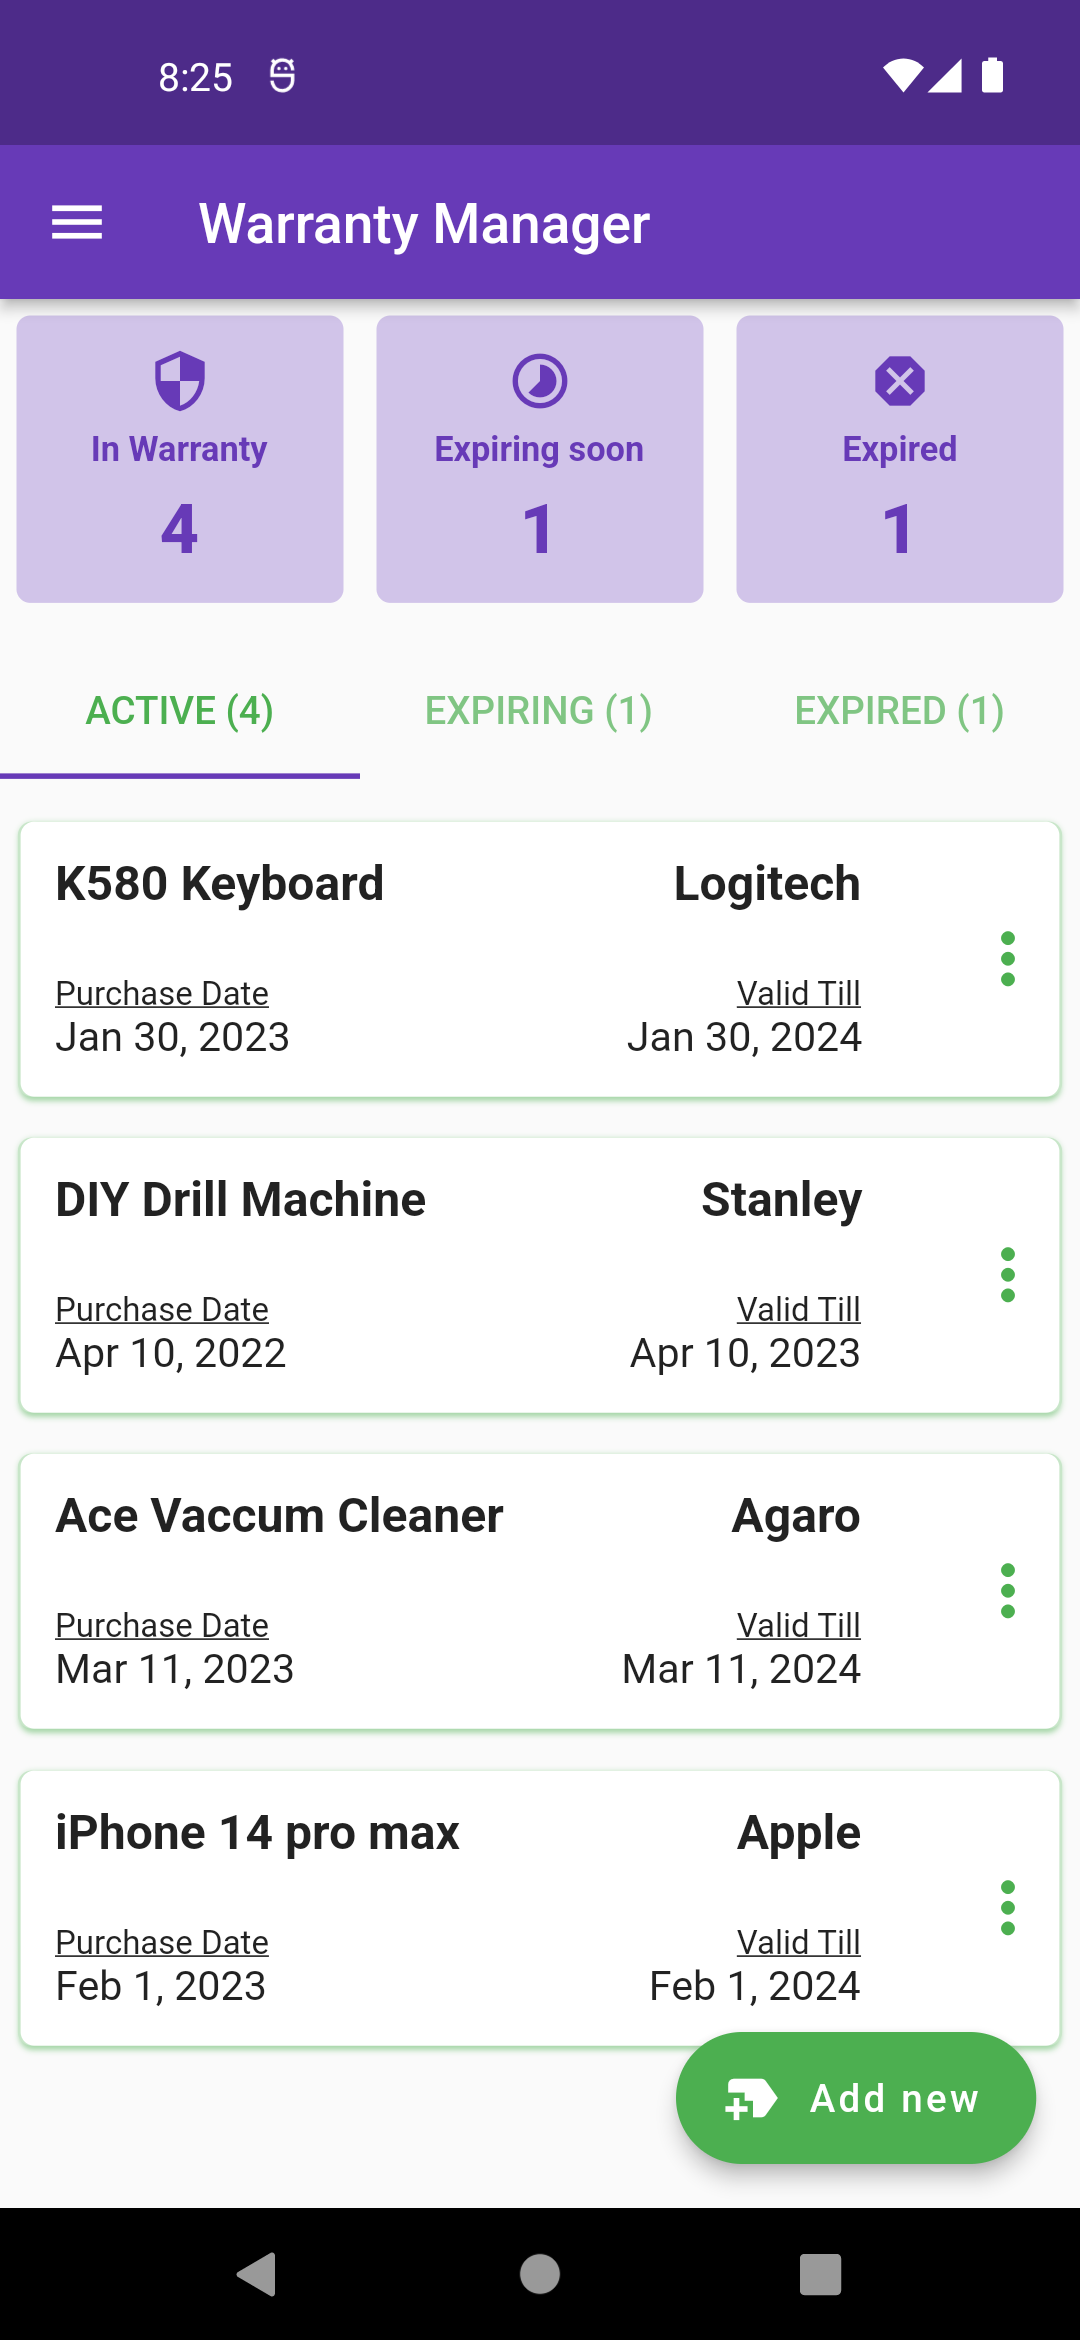 8:25
Warranty Manager
In Warranty
4
Expiring soon
1
Expired
1
ACTIVE (4)
EXPIRING (1)
EXPIRED (1)
K580 Keyboard
Logitech
Purchase Date
Valid Till
Jan 30, 2023
Jan 30, 2024
DIY Drill Machine
Stanley
Purchase Date
Valid Till
Apr 10, 2022
Apr 10, 2023
Ace Vaccum Cleaner
Agaro
Purchase Date
Valid Till
Mar 11, 2023
Mar 11, 2024
iPhone 14 pro max
Apple
Purchase Date
Valid Till
Feb 1, 2023
Feb 1, 2024
Add new